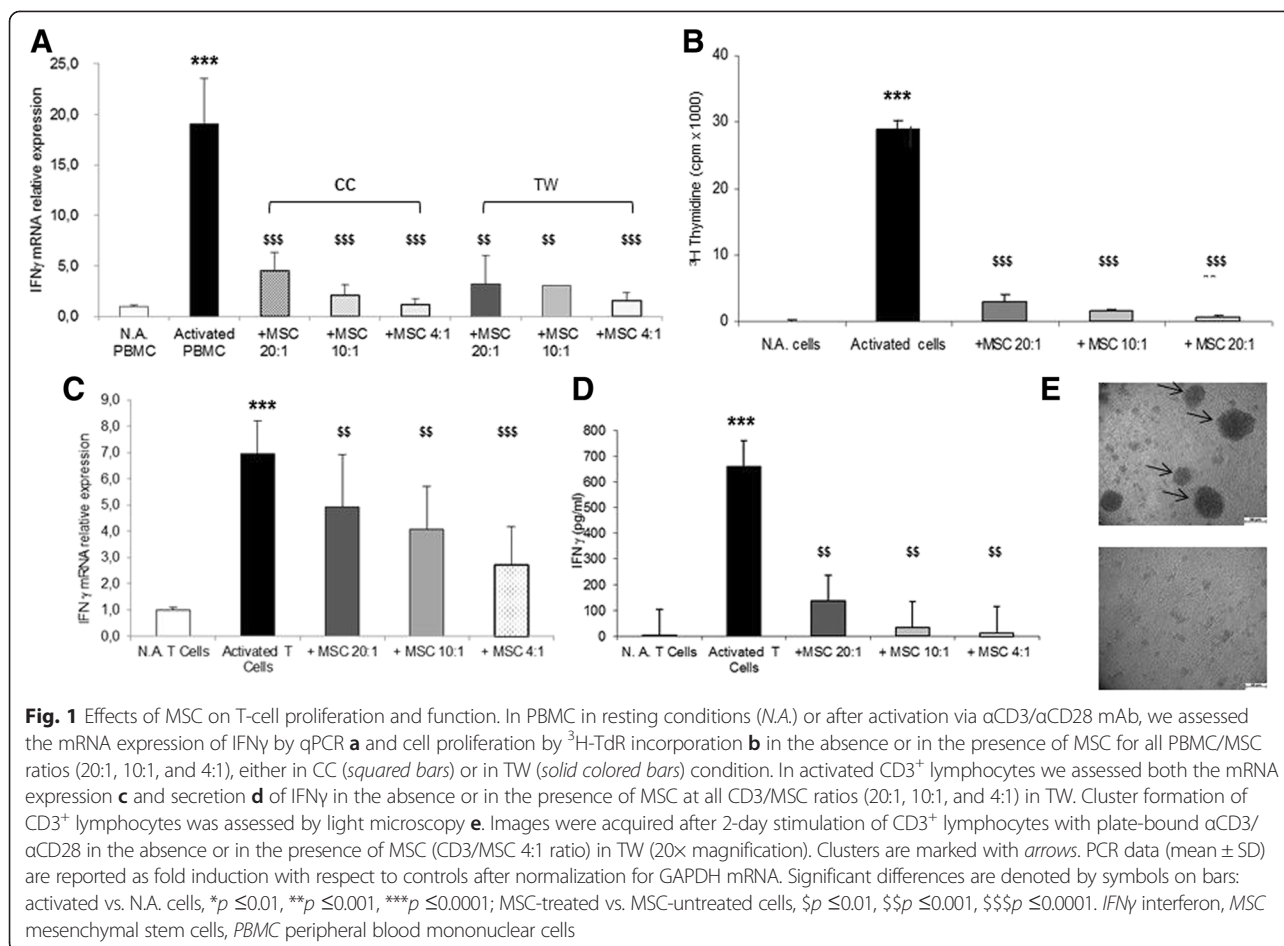 A
25,0
20,0
15,0
10,0
5,0
0,0
IFNγ mRNA relative expression
***
CC
TW
$$$ $$$ $$$ $$ $$ $$$
N.A. PBMC
Activated PBMC
+MSC 20:1
+MSC 10:1
+MSC 4:1
+MSC 20:1
+MSC 10:1
+MSC 4:1
B
40
30
20
10
0
³H Thymidine (cpm x 1000)
***
$$$ $$$ $$$
N.A. cells
Activated cells
+MSC 20:1
+ MSC 10:1
+ MSC 20:1
C
9,0
8,0
7,0
6,0
5,0
4,0
3,0
2,0
1,0
0,0
IFN γ mRNA relative expression
***
$$ $$ $$$
N.A. T Cells
Activated T Cells
+ MSC 20:1
+ MSC 10:1
+ MSC 4:1
D
800
700
600
500
400
300
200
100
0
IFN γ (pg/ml)
***
$$ $$ $$
N. A. T Cells
Activated T Cells
+MSC 20:1
+ MSC 10:1
+ MSC 4:1
E
Fig. 1 Effects of MSC on T-cell proliferation and function. In PBMC in resting conditions (N.A.) or after activation via αCD3/αCD28 mAb, we assessed
the mRNA expression of IFNγ by qPCR a and cell proliferation by ³H-TdR incorporation b in the absence or in the presence of MSC for all PBMC/MSC
ratios (20:1, 10:1, and 4:1), either in CC (squared bars) or in TW (solid colored bars) condition. In activated CD3⁺ lymphocytes we assessed both the mRNA
expression c and secretion d of IFNγ in the absence or in the presence of MSC at all CD3/MSC ratios (20:1, 10:1, and 4:1) in TW. Cluster formation of
CD3⁺ lymphocytes was assessed by light microscopy e. Images were acquired after 2-day stimulation of CD3⁺ lymphocytes with plate-bound αCD3/
αCD28 in the absence or in the presence of MSC (CD3/MSC 4:1 ratio) in TW (20× magnification). Clusters are marked with arrows. PCR data (mean ± SD)
are reported as fold induction with respect to controls after normalization for GAPDH mRNA. Significant differences are denoted by symbols on bars:
activated vs. N.A. cells, *p ≤0.01, **p ≤0.001, ***p ≤0.0001; MSC-treated vs. MSC-untreated cells, $p ≤0.01, $$p ≤0.001, $$$p ≤0.0001. IFNγ interferon, MSC
mesenchymal stem cells, PBMC peripheral blood mononuclear cells